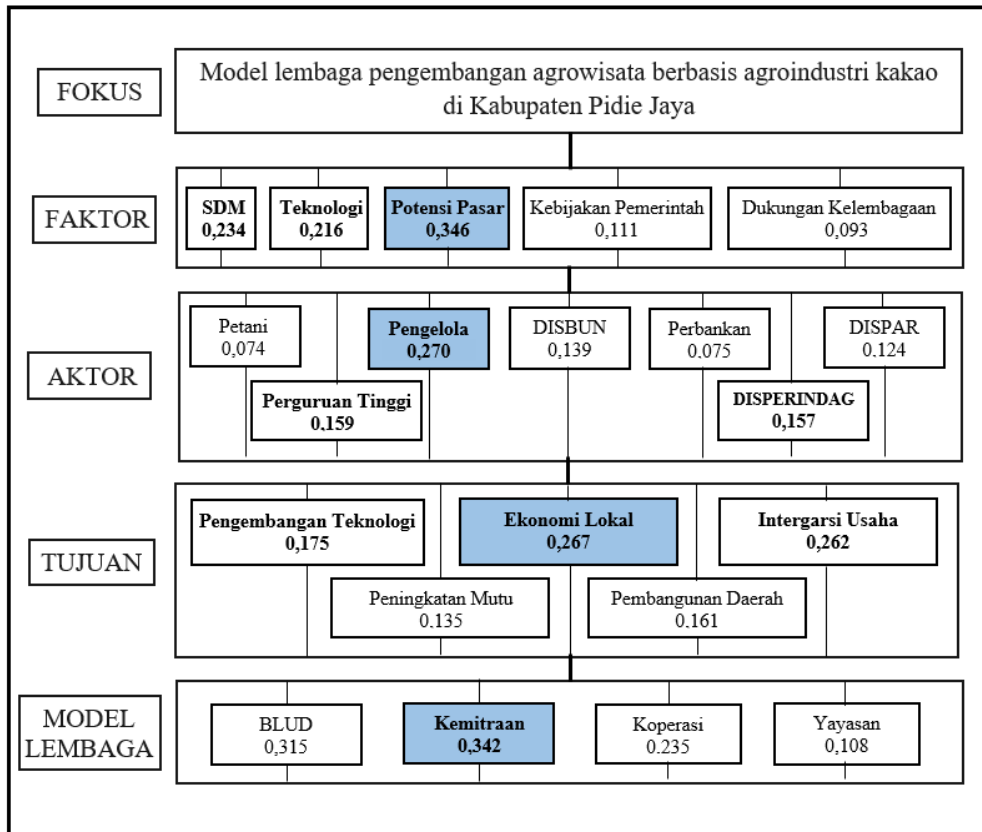 FOKUS
Model lembaga pengembangan agrowisata berbasis agroindustri kakao
di Kabupaten Pidie Jaya
FAKTOR
SDM
0,234
Teknologi
0,216
Potensi Pasar
0,346
Kebijakan Pemerintah
0,111
Dukungan Kelembagaan
0,093
AKTOR
Petani
0,074
Pengelola
0,270
DISBUN
0,139
Perbankan
0,075
DISPAR
0,124
Perguruan Tinggi
0,159
DISPERINDAG
0,157
TUJUAN
Pengembangan Teknologi
0,175
Ekonomi Lokal
0,267
Intergarsi Usaha
0,262
Peningkatan Mutu
0,135
Pembangunan Daerah
0,161
MODEL
LEMBAGA
BLUD
0,315
Kemitraan
0,342
Koperasi
0,235
Yayasan
0,108